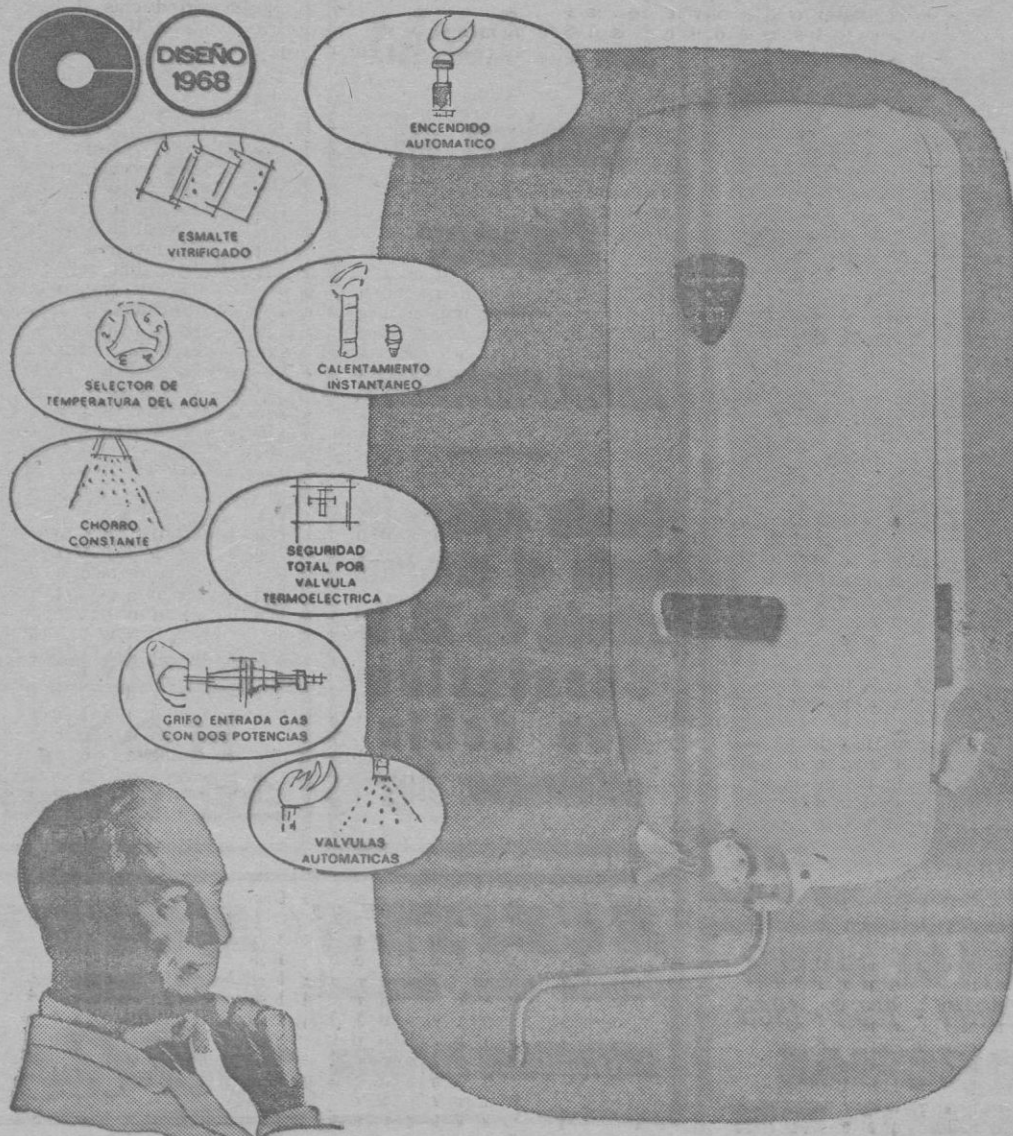 DISEÑO
1968
ENCENDIDO
AUTOMATICO
ESMALTE
VITRIFICADO
CALENTAMIENTO
INSTANTANEO
SELECTOR DE
TEMPERATURA DEL AGUA
CHORRO
CONSTANTE
SEGURIDAD
TOTAL POR
VALVULA
TERMOELECTRICA
GRIFO ENTRADA GAS
CON DOS POTENCIAS
VALVULAS
AUTOMATICAS